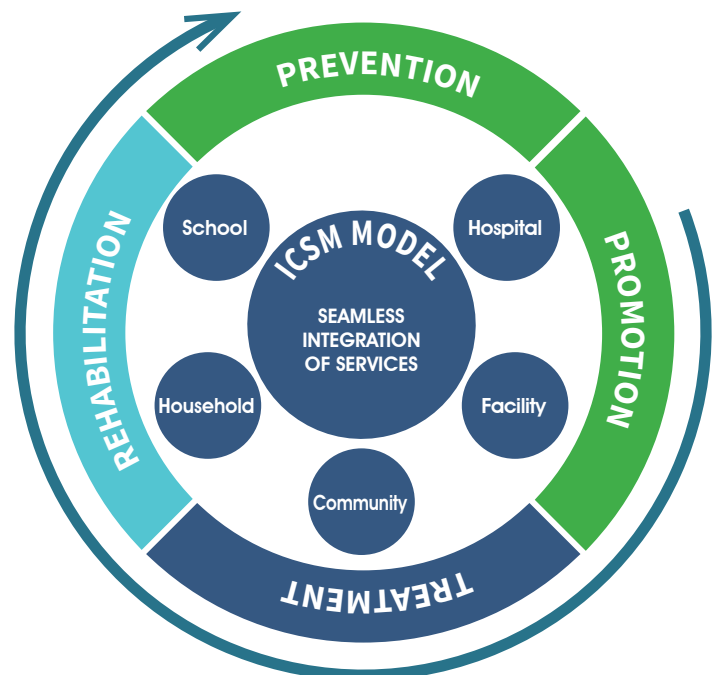 PREVENTION
PROMOTION
TREATMENT
REHABILITATION
ICSM MODEL
SEAMLESS
INTEGRATION
OF SERVICES
School
Hospital
Household
Facility
Community